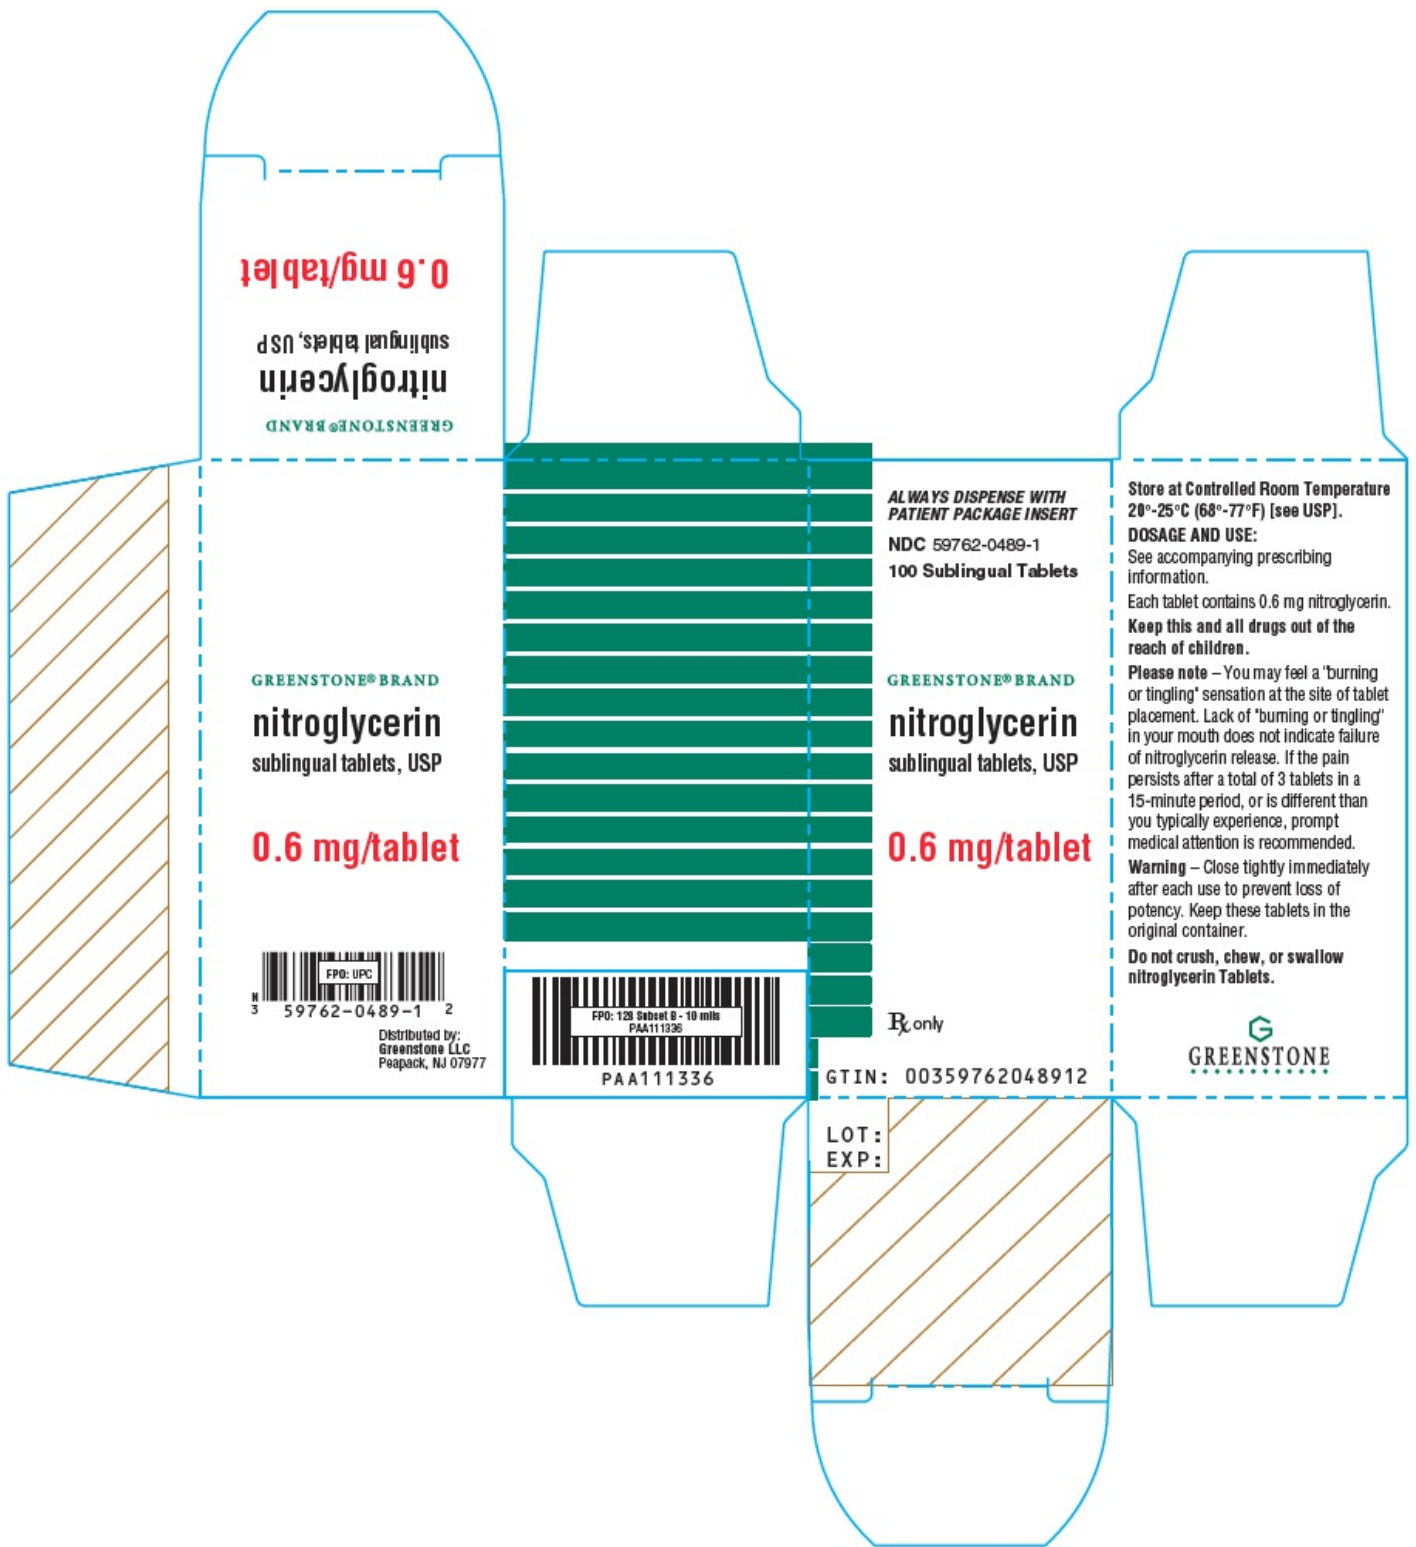 0.6 mg/tablet
sublingual tablets, USP
nitroglycerin
GREENSTONE® BRAND
GREENSTONE® BRAND
nitroglycerin
sublingual tablets, USP
0.6 mg/tablet
FPO: UPC
N
3 59762-0489-1 2
Distributed by:
Greenstone LLC
Peapack, NJ 07977
FPO: 128 Subset B - 10 mils
PAA111336
PAA111336
ALWAYS DISPENSE WITH
PATIENT PACKAGE INSERT
NDC 59762-0489-1
100 Sublingual Tablets
GREENSTONE® BRAND
nitroglycerin
sublingual tablets, USP
0.6 mg/tablet
Rx only
GTIN: 00359762048912
LOT:
EXP:
Store at Controlled Room Temperature
20°-25°C (68°-77°F) [see USP].
DOSAGE AND USE:
See accompanying prescribing
information.
Each tablet contains 0.6 mg nitroglycerin.
Keep this and all drugs out of the
reach of children.
Please note – You may feel a "burning
or tingling" sensation at the site of tablet
placement. Lack of "burning or tingling"
in your mouth does not indicate failure
of nitroglycerin release. If the pain
persists after a total of 3 tablets in a
15-minute period, or is different than
you typically experience, prompt
medical attention is recommended.
Warning – Close tightly immediately
after each use to prevent loss of
potency. Keep these tablets in the
original container.
Do not crush, chew, or swallow
nitroglycerin Tablets.
G
GREENSTONE